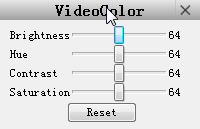 VideoColor
Brightness 64
Hue 64
Contrast 64
Saturation 64
Reset